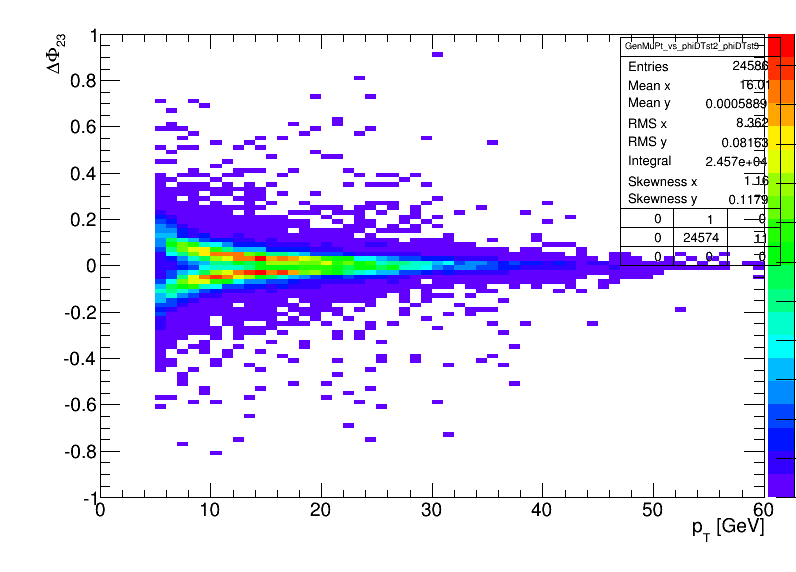 GenMuPt_vs_phiDTst2_phiDTst3
Entries 24586
Mean x 16.01
Mean y 0.0005889
RMS x 8.362
RMS y 0.08163
Integral 2.457e+04
Skewness x 1.16
Skewness y 0.1179
0 1 0
0 24574 11
0 0 0
ΔΦ23
1
0.8
0.6
0.4
0.2
0
-0.2
-0.4
-0.6
-0.8
-1
0 10 20 30 40 50 60
pT [GeV]